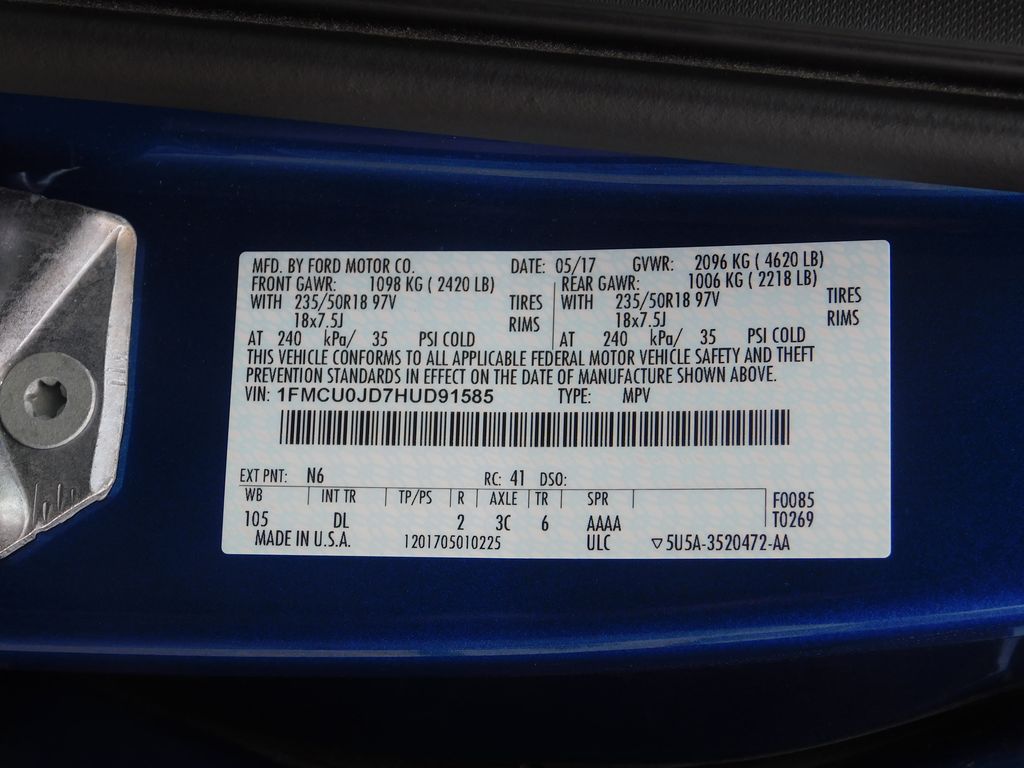 MFD. BY FORD MOTOR CO. DATE: 05/17 GVWR: 2096 KG ( 4620 LB)
FRONT GAWR: 1098 KG ( 2420 LB) REAR GAWR: 1006 KG ( 2218 LB)
WITH 235/50R18 97V TIRES WITH 235/50R18 97V TIRES
18x7.5J RIMS 18x7.5J RIMS
AT 240 kPa/ 35 PSI COLD AT 240 kPa/ 35 PSI COLD
THIS VEHICLE CONFORMS TO ALL APPLICABLE FEDERAL MOTOR VEHICLE SAFETY AND THEFT
PREVENTION STANDARDS IN EFFECT ON THE DATE OF MANUFACTURE SHOWN ABOVE.
VIN: 1FMCU0JD7HUD91585 TYPE: MPV
EXT PNT: N6 RC: 41 DSO:
WB INT TR TP/PS R AXLE TR SPR F0085
105 DL 2 3C 6 AAAA T0269
MADE IN U.S.A. 1201705010225 ULC ▽5U5A-3520472-AA